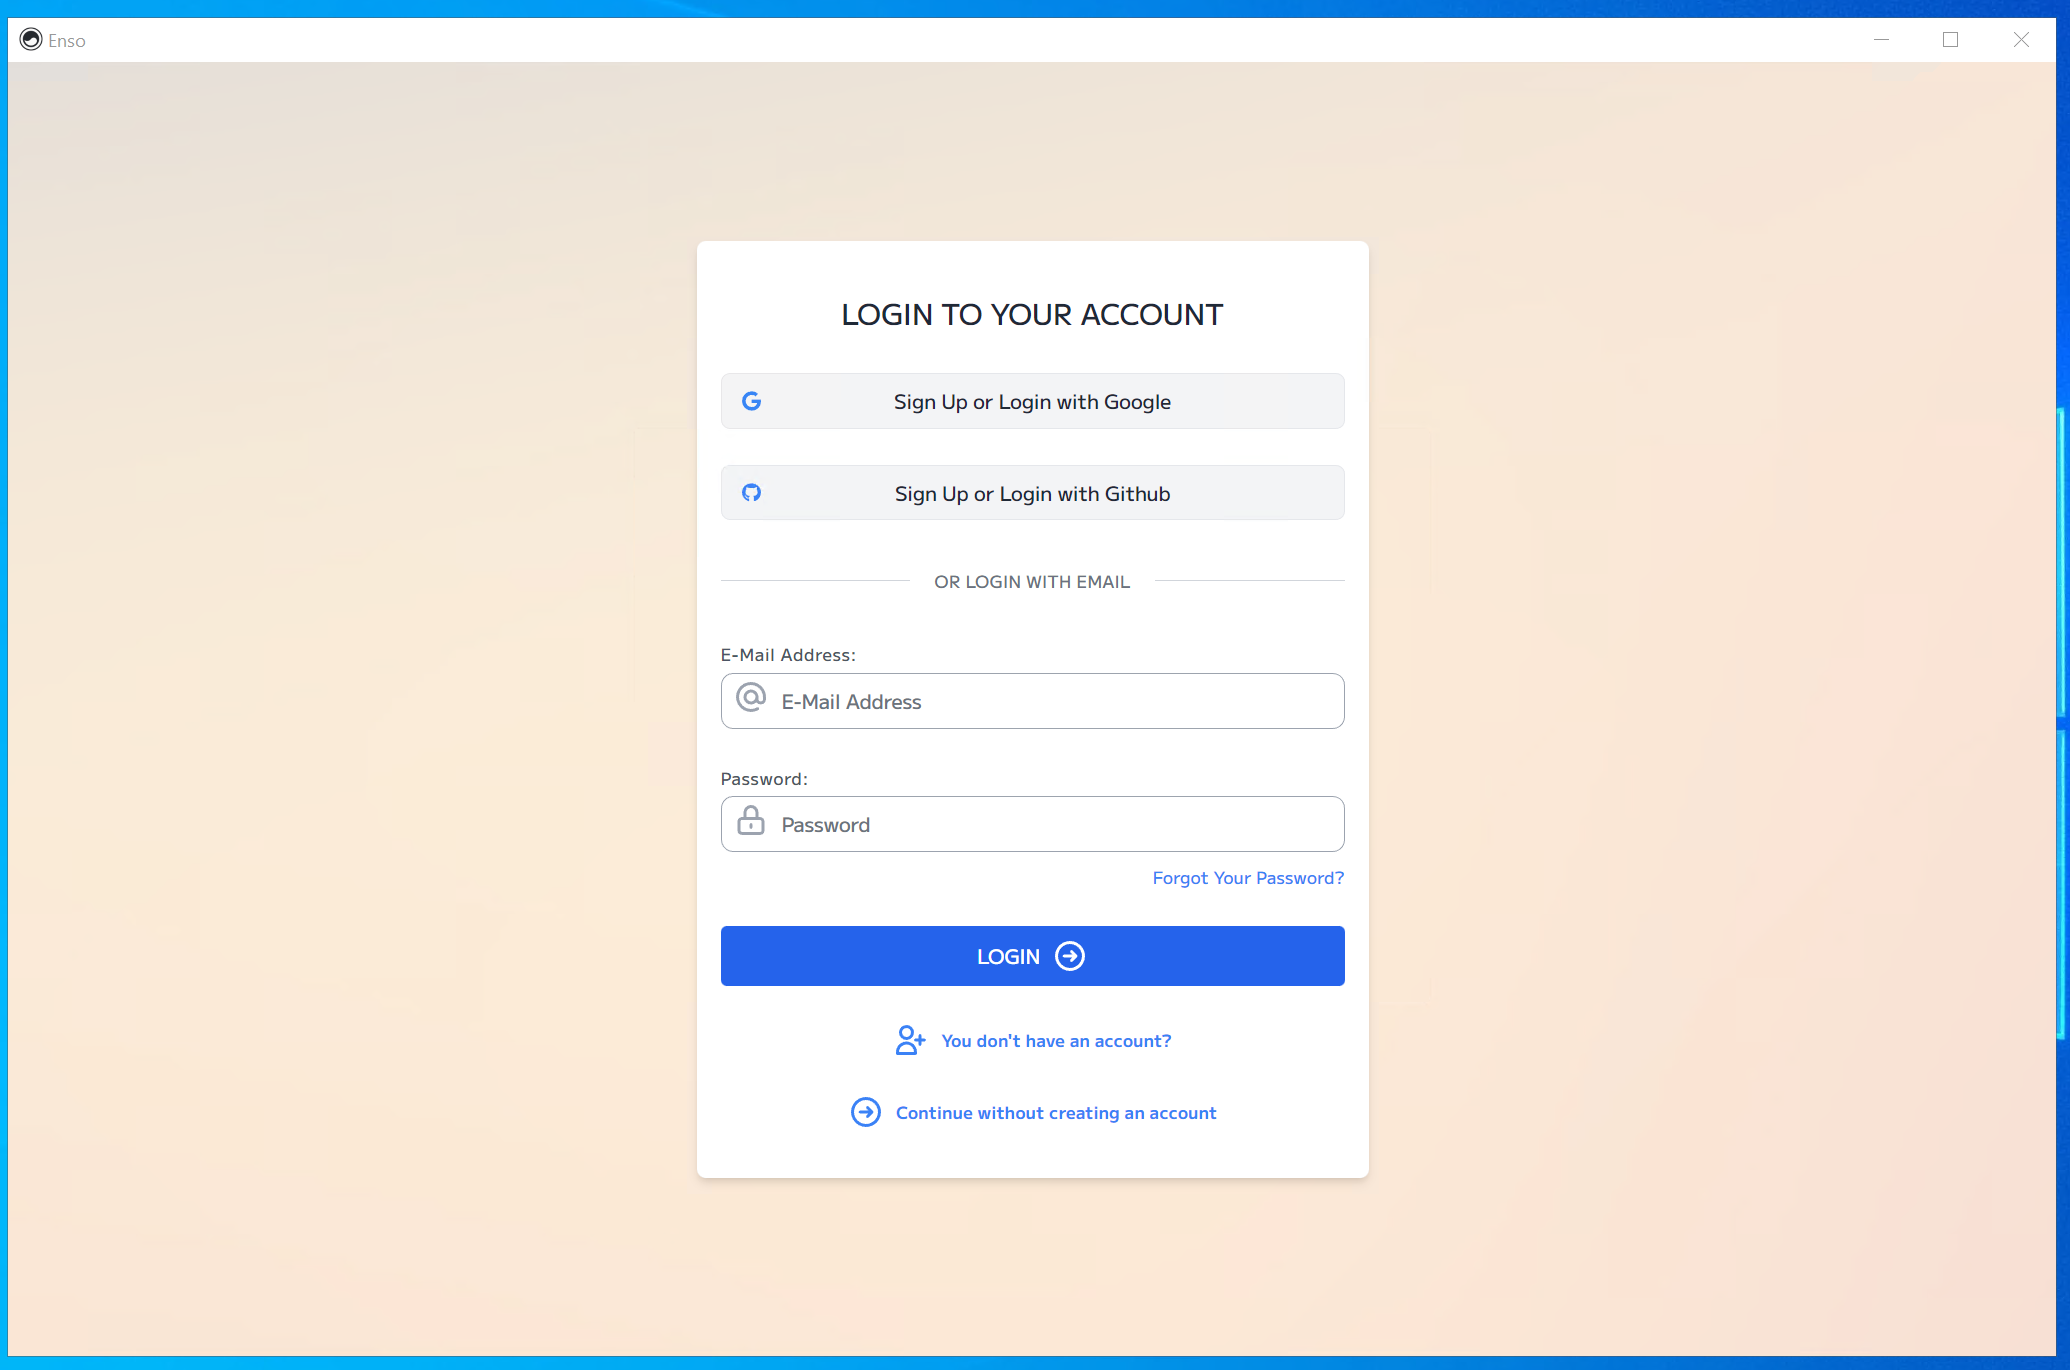 Enso
LOGIN TO YOUR ACCOUNT
Sign Up or Login with Google
Sign Up or Login with Github
OR LOGIN WITH EMAIL
E-Mail Address:
E-Mail Address
Password:
Password
Forgot Your Password?
LOGIN
You don't have an account?
Continue without creating an account